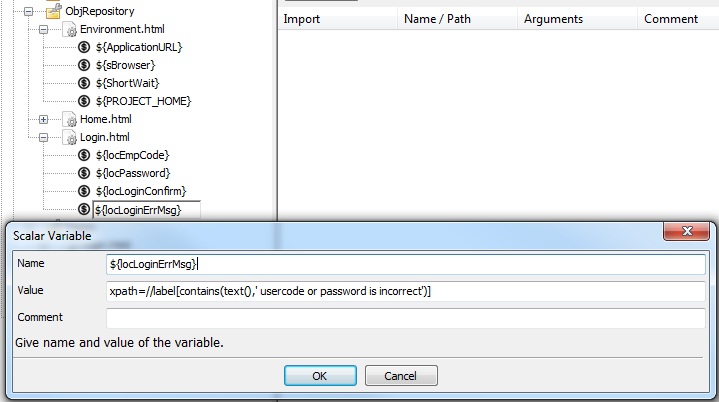 ObjRepository
Environment.html
${ApplicationURL}
${sBrowser}
${ShortWait}
${PROJECT_HOME}
Home.html
Login.html
${locEmpCode}
${locPassword}
${locLoginConfirm}
${locLoginErrMsg}
Import Name / Path Arguments Comment
Scalar Variable
Name ${locLoginErrMsg}
Value xpath=//label[contains(text(),' usercode or password is incorrect')]
Comment
Give name and value of the variable.
OK Cancel